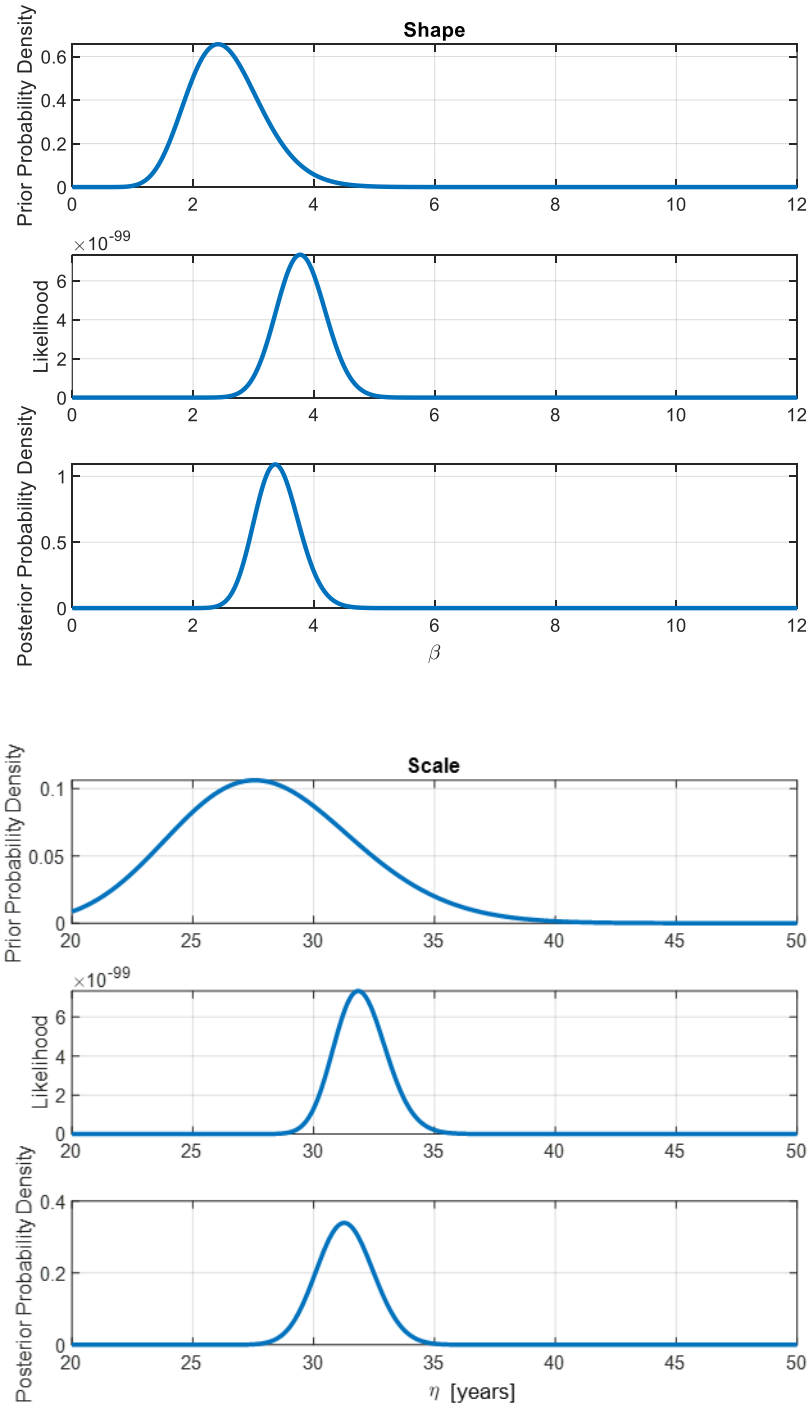 Shape
Prior Probability Density
0.6
0.4
0.2
0
0 2 4 6 8 10 12
×10-99
Likelihood
6
4
2
0
0 2 4 6 8 10 12
Posterior Probability Density
1
0.5
0
0 2 4 6 8 10 12
β
Scale
Prior Probability Density
0.1
0.05
0
20 25 30 35 40 45 50
×10-99
Likelihood
6
4
2
0
20 25 30 35 40 45 50
Posterior Probability Density
0.4
0.2
0
20 25 30 35 40 45 50
η [years]